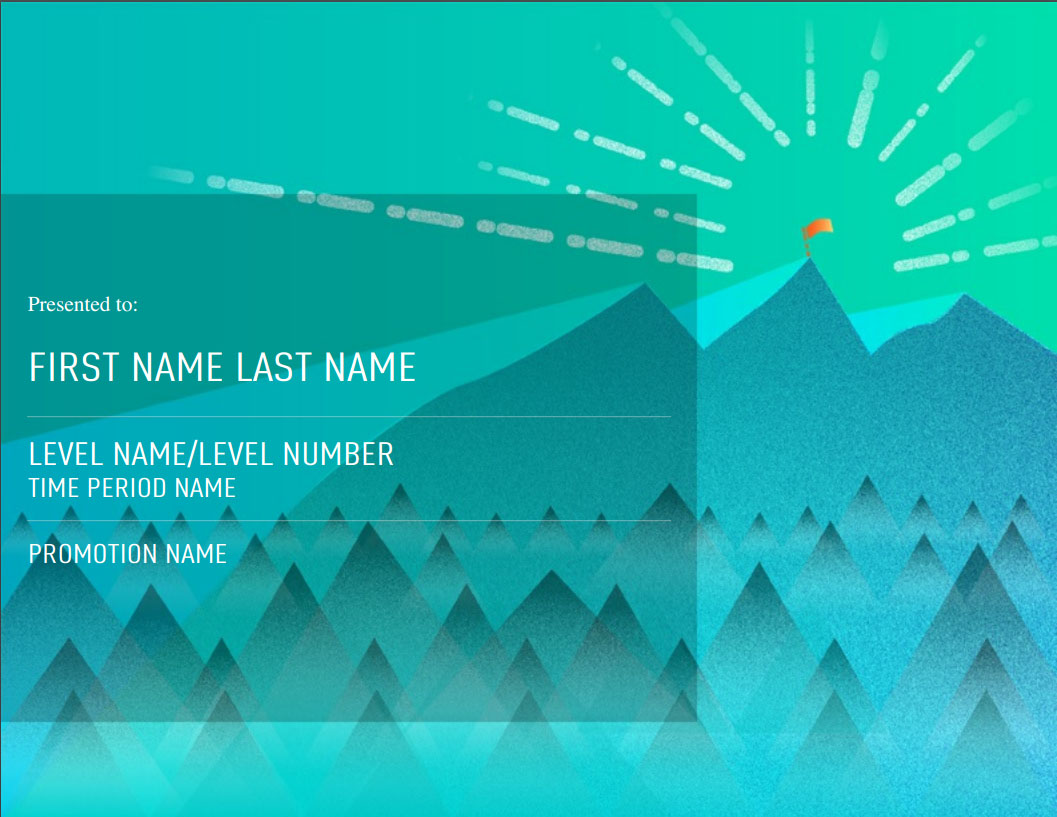 Presented to:
FIRST NAME LAST NAME
LEVEL NAME/LEVEL NUMBER
TIME PERIOD NAME
PROMOTION NAME